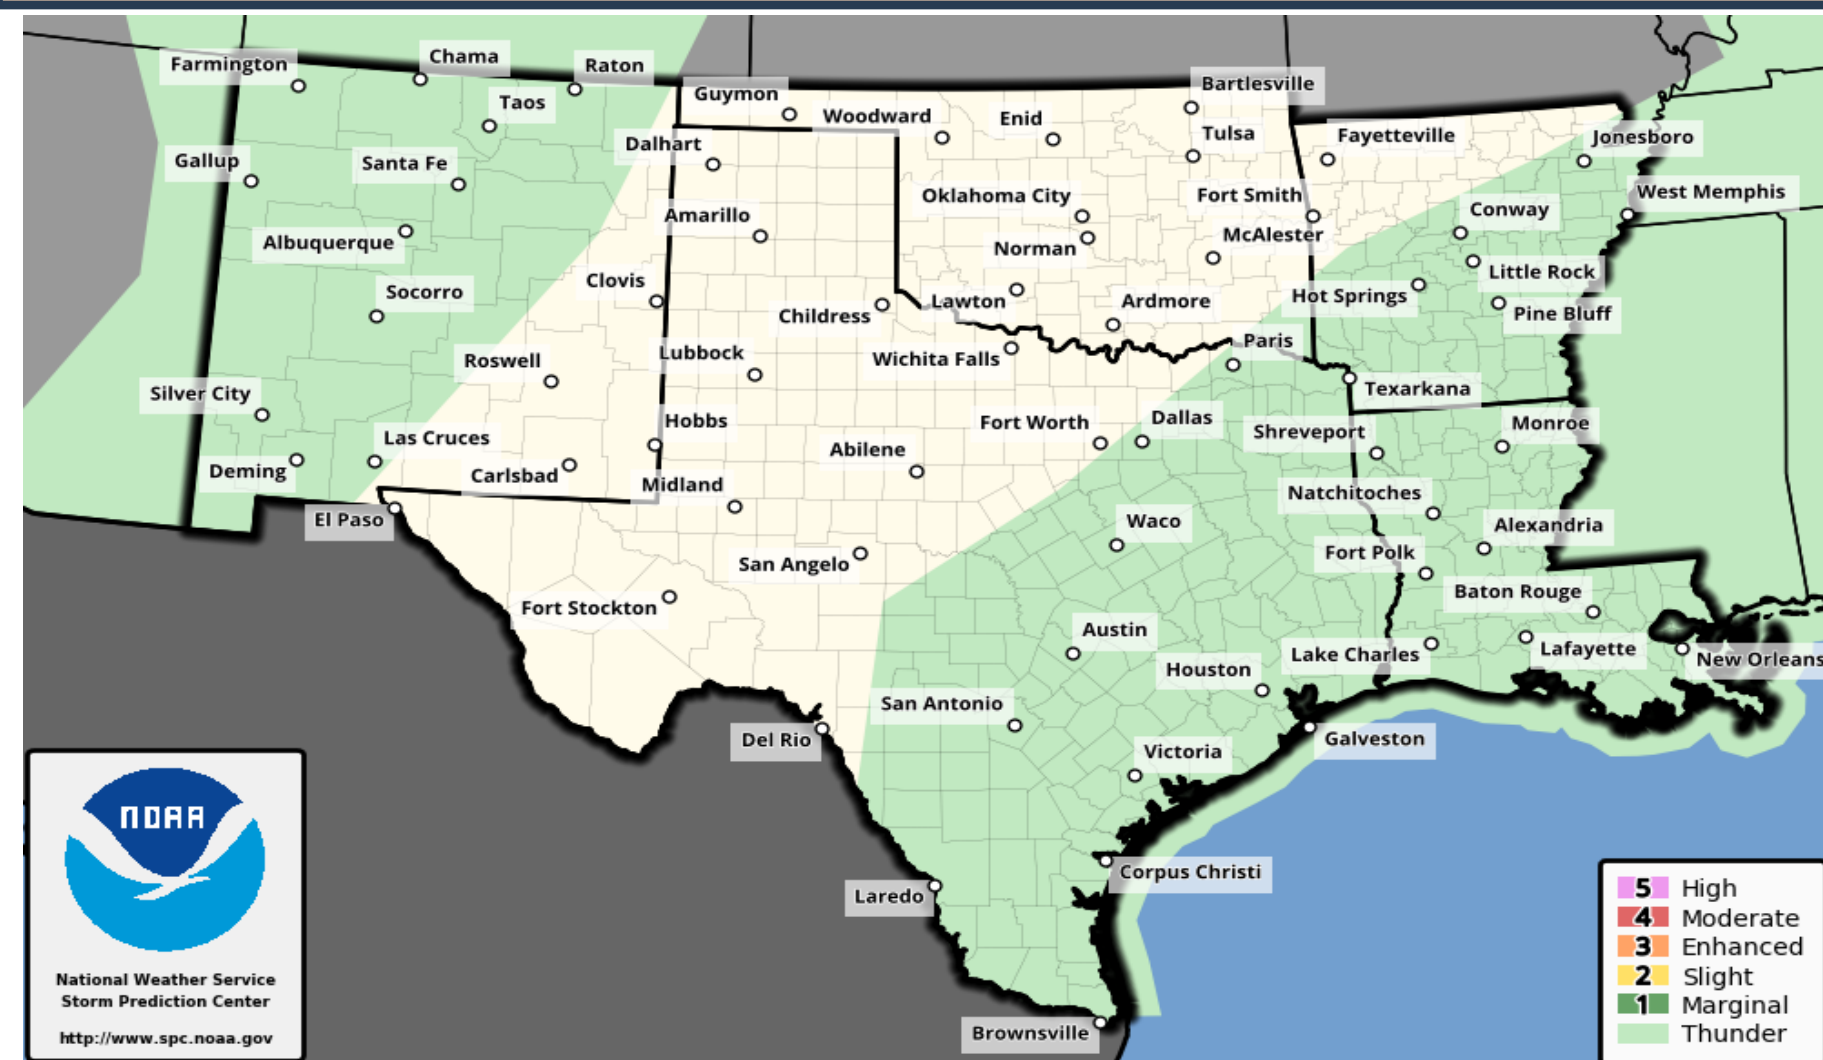 Farmington
Chama
Raton
Taos
Guymon
Woodward
Enid
Bartlesville
Tulsa
Fayetteville
Jonesboro
Gallup
Santa Fe
Dalhart
Oklahoma City
Fort Smith
West Memphis
Albuquerque
Amarillo
Norman
McAlester
Conway
Socorro
Clovis
Childress
Lawton
Ardmore
Hot Springs
Little Rock
Pine Bluff
Roswell
Lubbock
Wichita Falls
Paris
Texarkana
Silver City
Las Cruces
Hobbs
Abilene
Fort Worth
Dallas
Shreveport
Monroe
Deming
Carlsbad
Midland
Natchitoches
El Paso
San Angelo
Waco
Fort Polk
Alexandria
Fort Stockton
Austin
Baton Rouge
Houston
Lake Charles
Lafayette
New Orleans
San Antonio
Del Rio
Victoria
Galveston
Laredo
Corpus Christi
Brownsville
NOAA
National Weather Service
Storm Prediction Center
http://www.spc.noaa.gov
5 High
4 Moderate
3 Enhanced
2 Slight
1 Marginal
Thunder